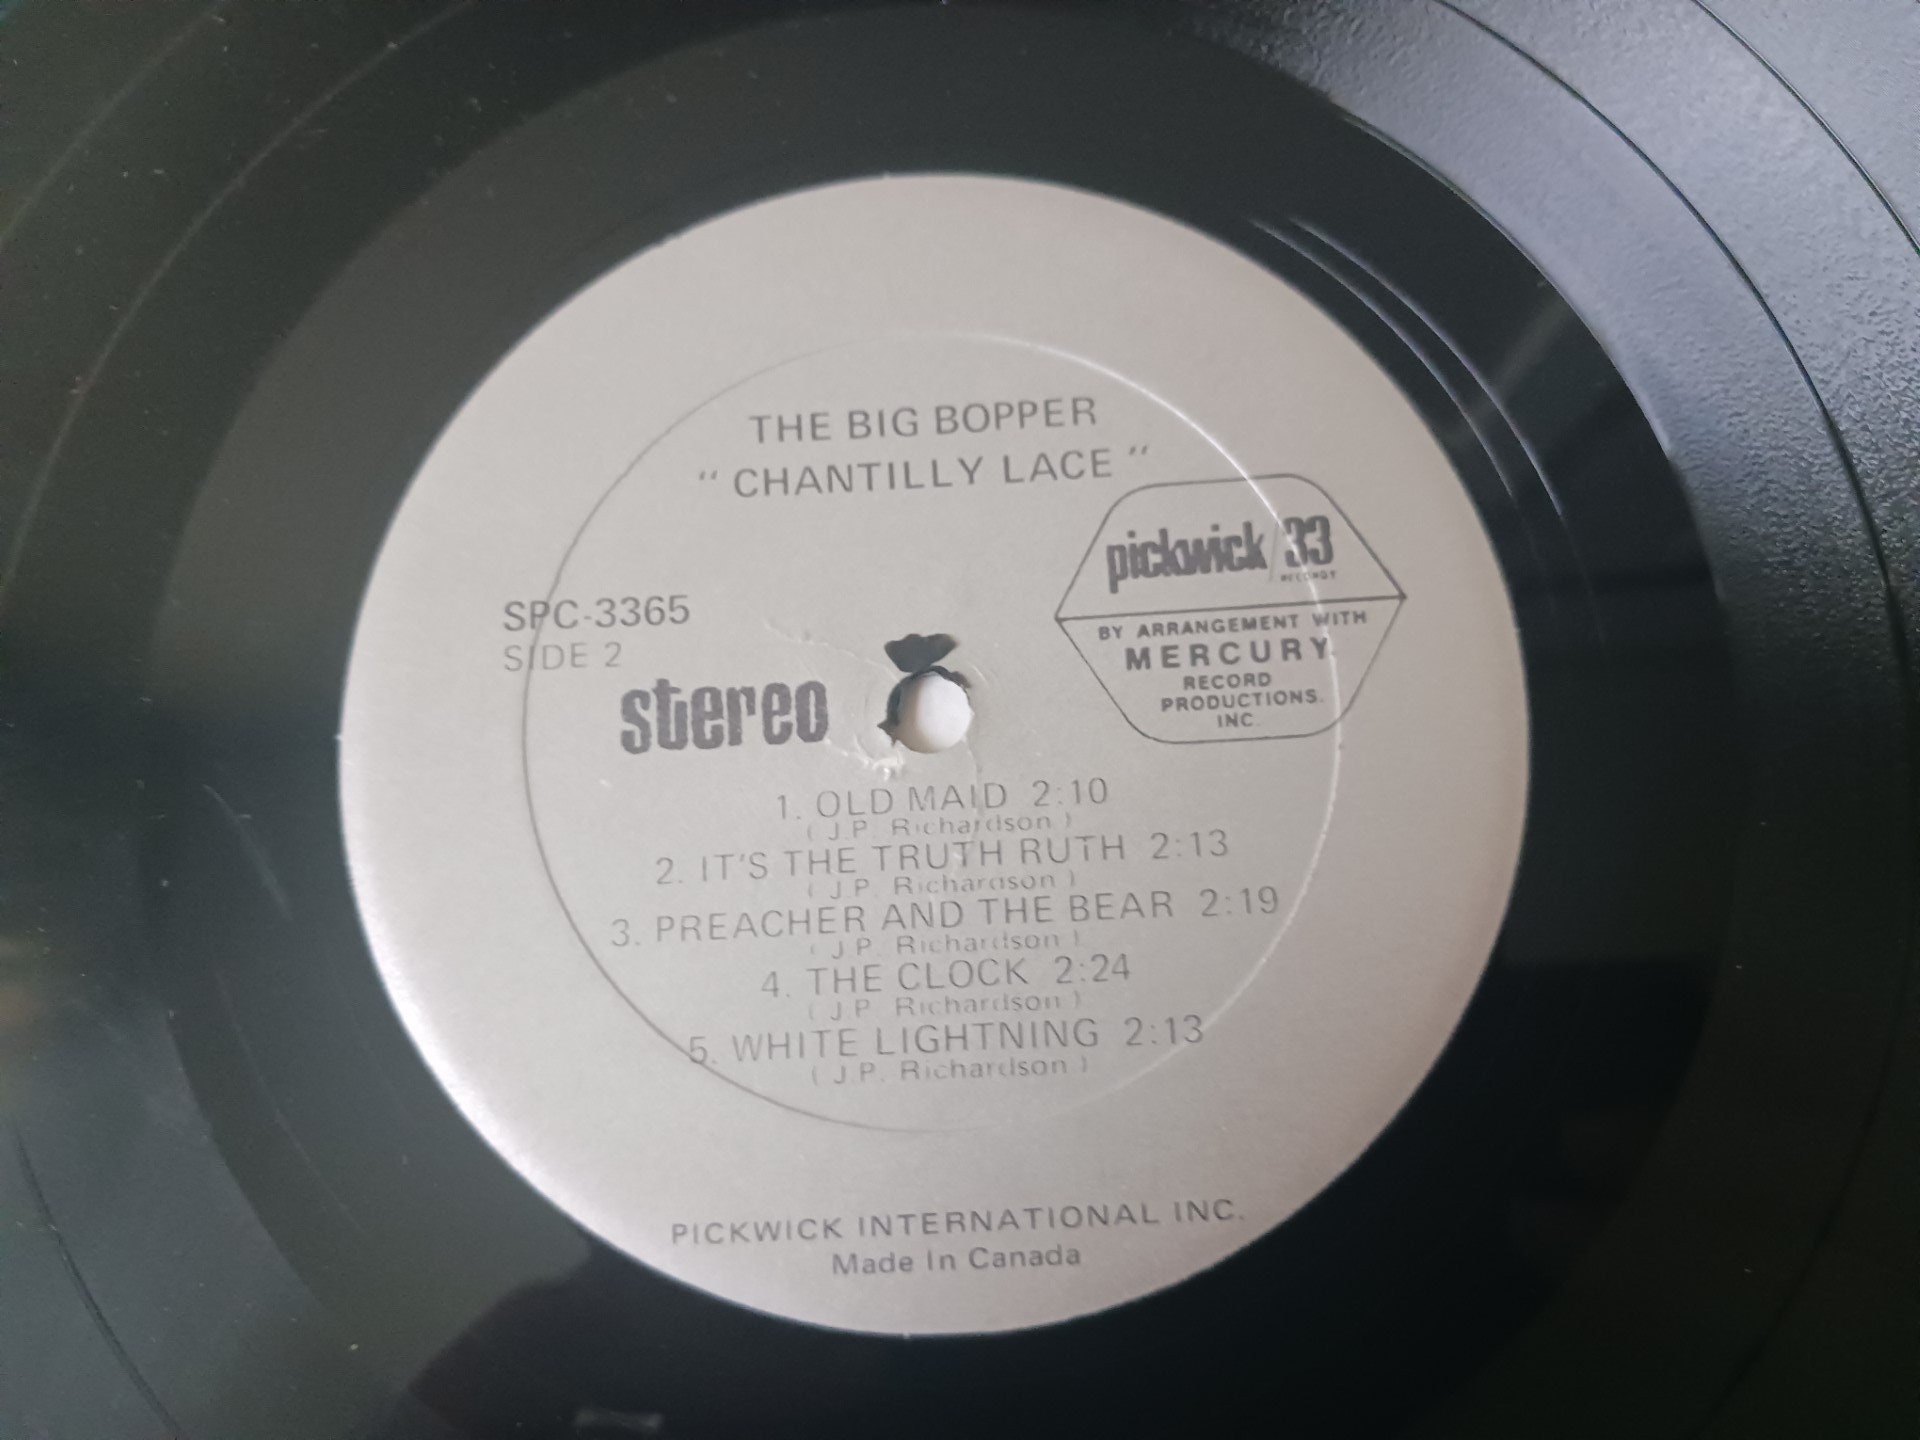 THE BIG BOPPER
" CHANTILLY LACE "
pickwick/33
RECORDS
BY ARRANGEMENT WITH
MERCURY
RECORD
PRODUCTIONS.
INC.
SPC-3365
SIDE 2
stereo
1. OLD MAID 2:10
( J.P. Richardson )
2. IT'S THE TRUTH RUTH 2:13
( J.P. Richardson )
3. PREACHER AND THE BEAR 2:19
( J.P. Richardson )
4. THE CLOCK 2:24
( J.P. Richardson )
5. WHITE LIGHTNING 2:13
( J.P. Richardson )
PICKWICK INTERNATIONAL INC.
Made In Canada